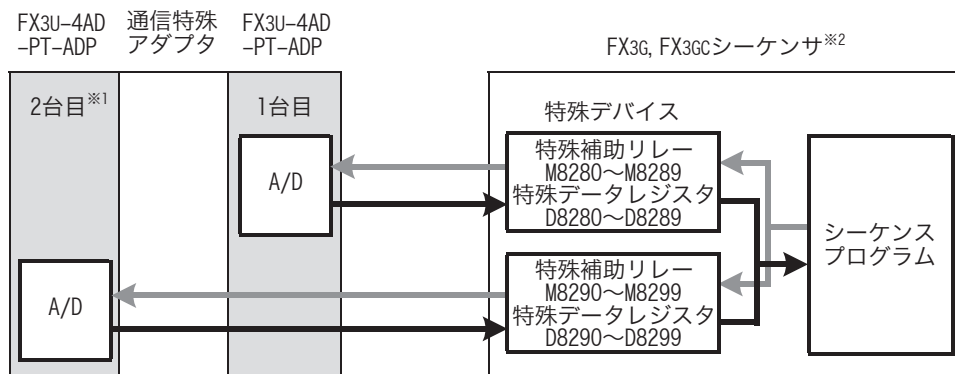 FX3U-4AD
-PT-ADP
通信特殊
アダプタ
FX3U-4AD
-PT-ADP
FX3G, FX3GCシーケンサ※2
2台目※1
1台目
特殊デバイス
A/D
特殊補助リレー
M8280～M8289
特殊データレジスタ
D8280～D8289
シーケンス
プログラム
A/D
特殊補助リレー
M8290～M8299
特殊データレジスタ
D8290～D8299